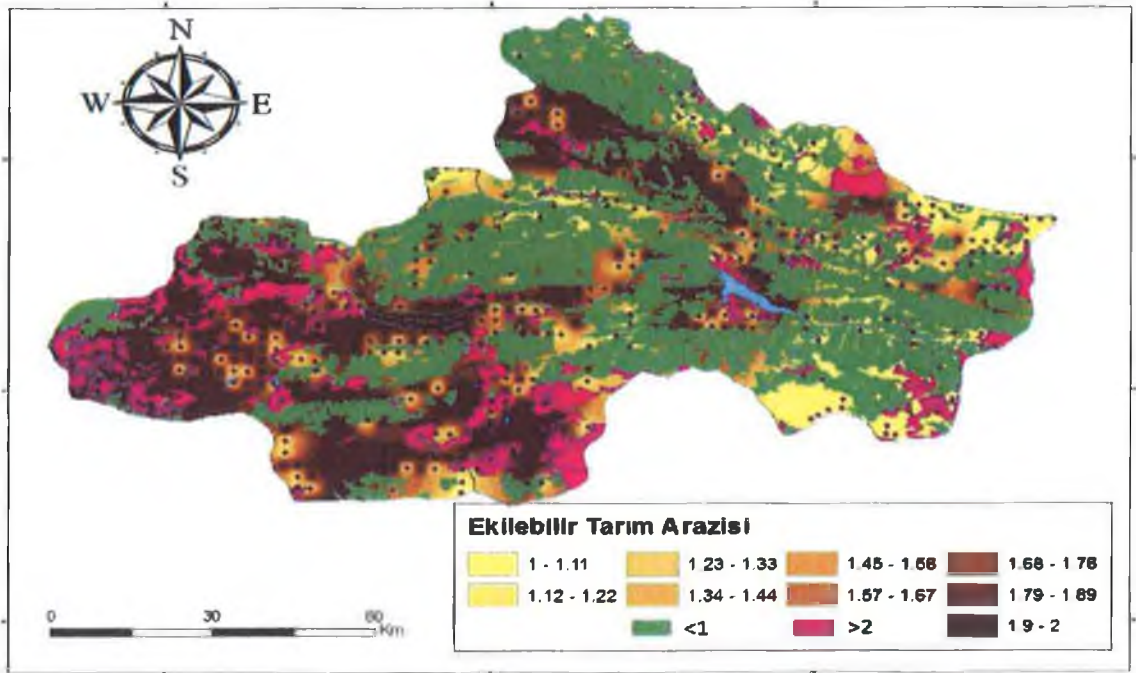 N
W E
S
Ekilebilir Tarım Arazisi
1 - 1.11 1.23 - 1.33 1.45 - 1.56 1.68 - 1.78
1.12 - 1.22 1.34 - 1.44 1.57 - 1.67 1.79 - 1.89
<1 >2 1.9 - 2
0 30 60
Km